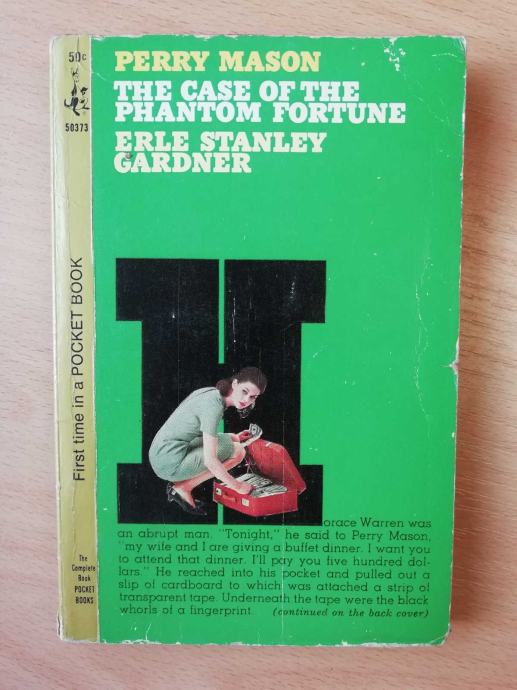 50c
50373
First time in a POCKET BOOK
The
Complete
Book
POCKET
BOOKS
PERRY MASON
THE CASE OF THE
PHANTOM FORTUNE
ERLE STANLEY
GARDNER
H
orace Warren was
an abrupt man. "Tonight," he said to Perry Mason,
"my wife and I are giving a buffet dinner. I want you
to attend that dinner. I'll pay you five hundred dol-
lars." He reached into his pocket and pulled out a
slip of cardboard to which was attached a strip of
transparent tape. Underneath the tape were the black
whorls of a fingerprint. (continued on the back cover)